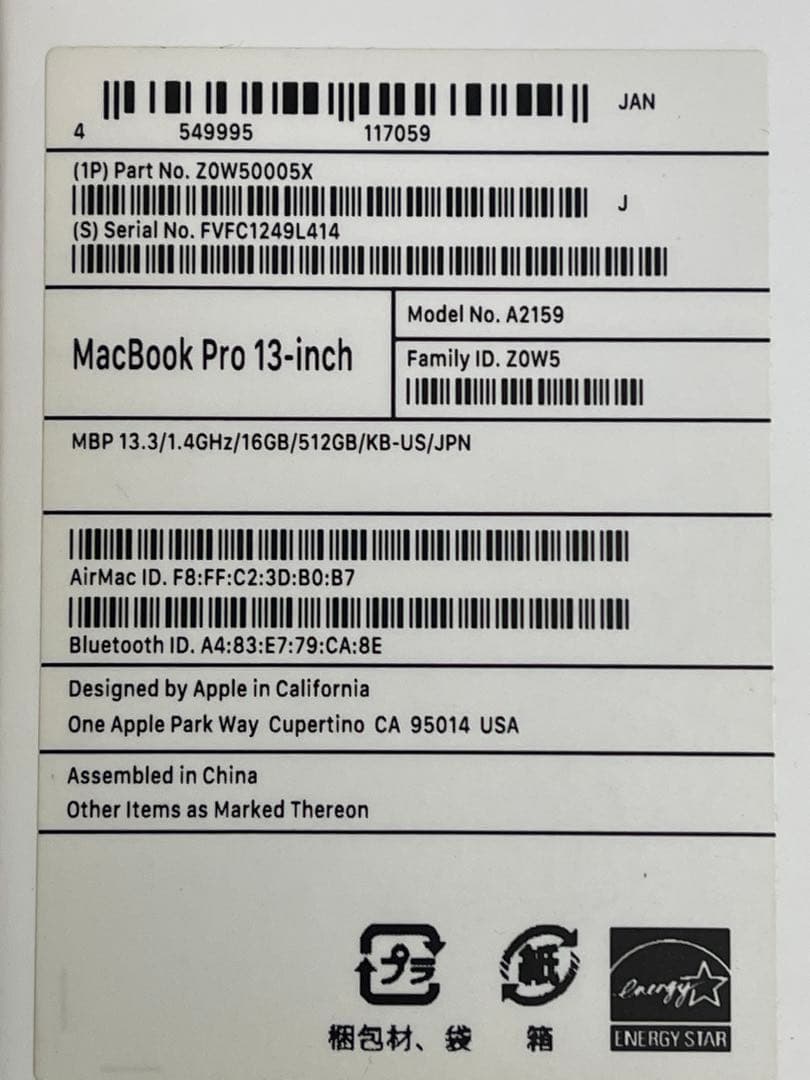 JAN
4 549995 117059
(1P) Part No. Z0W50005X
J
(S) Serial No. FVFC1249L414
MacBook Pro 13-inch
Model No. A2159
Family ID. Z0W5
MBP 13.3/1.4GHz/16GB/512GB/KB-US/JPN
AirMac ID. F8:FF:C2:3D:B0:B7
Bluetooth ID. A4:83:E7:79:CA:8E
Designed by Apple in California
One Apple Park Way Cupertino CA 95014 USA
Assembled in China
Other Items as Marked Thereon
プラ
紙
energy
梱包材、袋
箱
ENERGY STAR